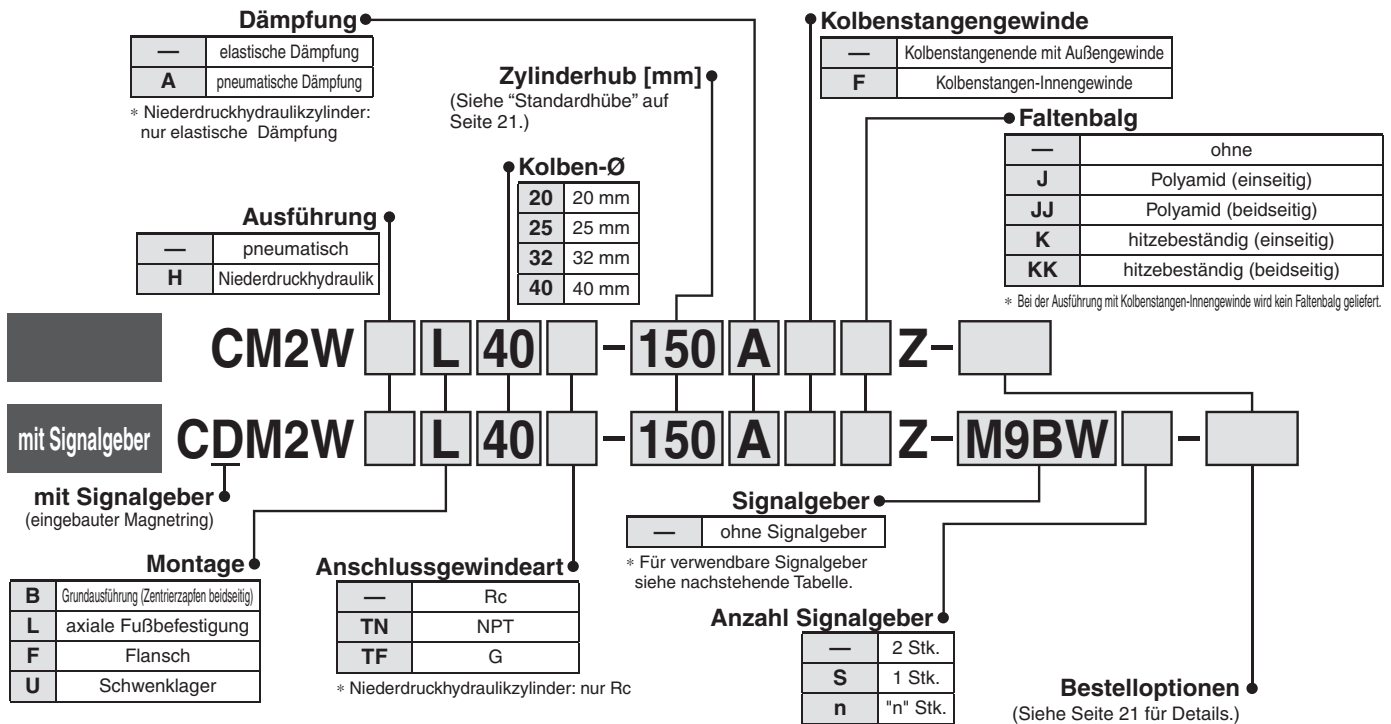 Dämpfung
— elastische Dämpfung
A pneumatische Dämpfung
* Niederdruckhydraulikzylinder:
nur elastische Dämpfung
Zylinderhub [mm]
(Siehe "Standardhübe" auf
Seite 21.)
Kolbenstangengewinde
— Kolbenstangenende mit Außengewinde
F Kolbenstangen-Innengewinde
Faltenbalg
— ohne
J Polyamid (einseitig)
JJ Polyamid (beidseitig)
K hitzebeständig (einseitig)
KK hitzebeständig (beidseitig)
* Bei der Ausführung mit Kolbenstangen-Innengewinde wird kein Faltenbalg geliefert.
Kolben-Ø
20 20 mm
25 25 mm
32 32 mm
40 40 mm
Ausführung
— pneumatisch
H Niederdruckhydraulik
CM2W L 40 – 150 A Z–
mit Signalgeber CDM2W L 40 – 150 A Z– M9BW –
mit Signalgeber
(eingebauter Magnetring)
Montage
B Grundausführung (Zentrierzapfen beidseitig)
L axiale Fußbefestigung
F Flansch
U Schwenklager
Anschlussgewindeart
— Rc
TN NPT
TF G
* Niederdruckhydraulikzylinder: nur Rc
Signalgeber
— ohne Signalgeber
* Für verwendbare Signalgeber
siehe nachstehende Tabelle.
Anzahl Signalgeber
— 2 Stk.
S 1 Stk.
n "n" Stk.
Bestelloptionen
(Siehe Seite 21 für Details.)